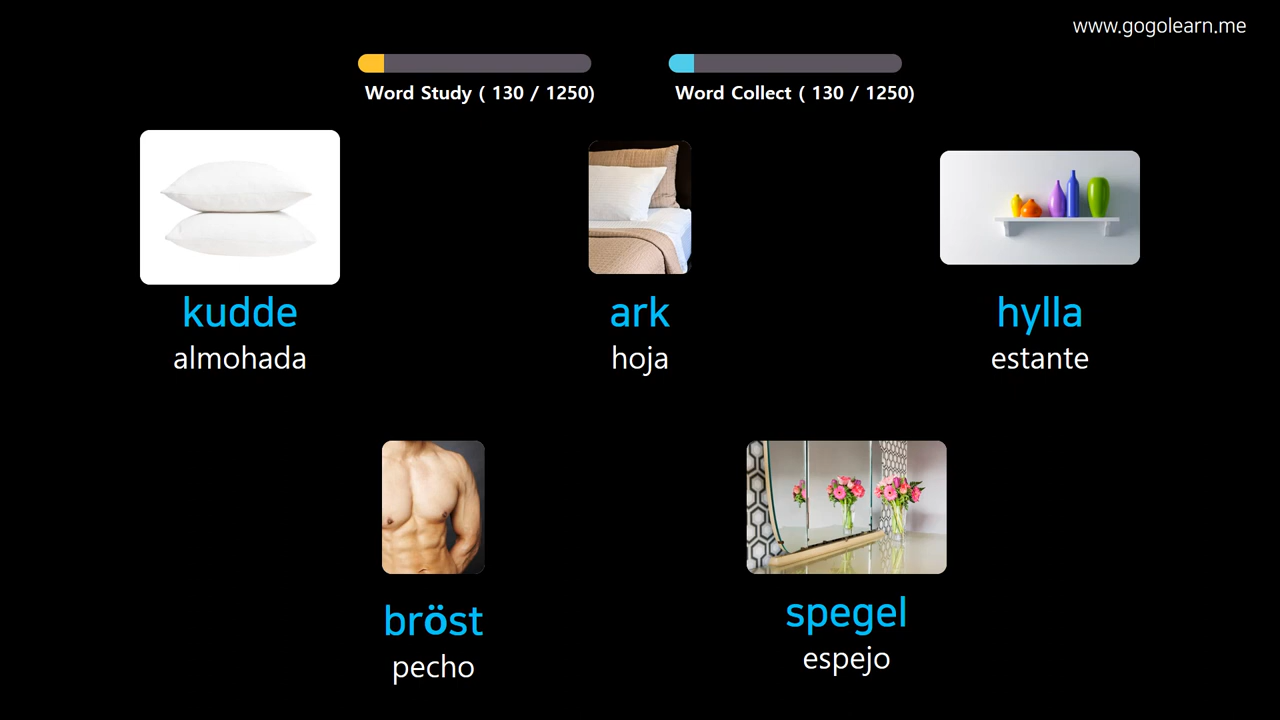 www.gogolearn.me
Word Study ( 130 / 1250)
Word Collect ( 130 / 1250)
kudde
almohada
ark
hoja
hylla
estante
bröst
pecho
spegel
espejo